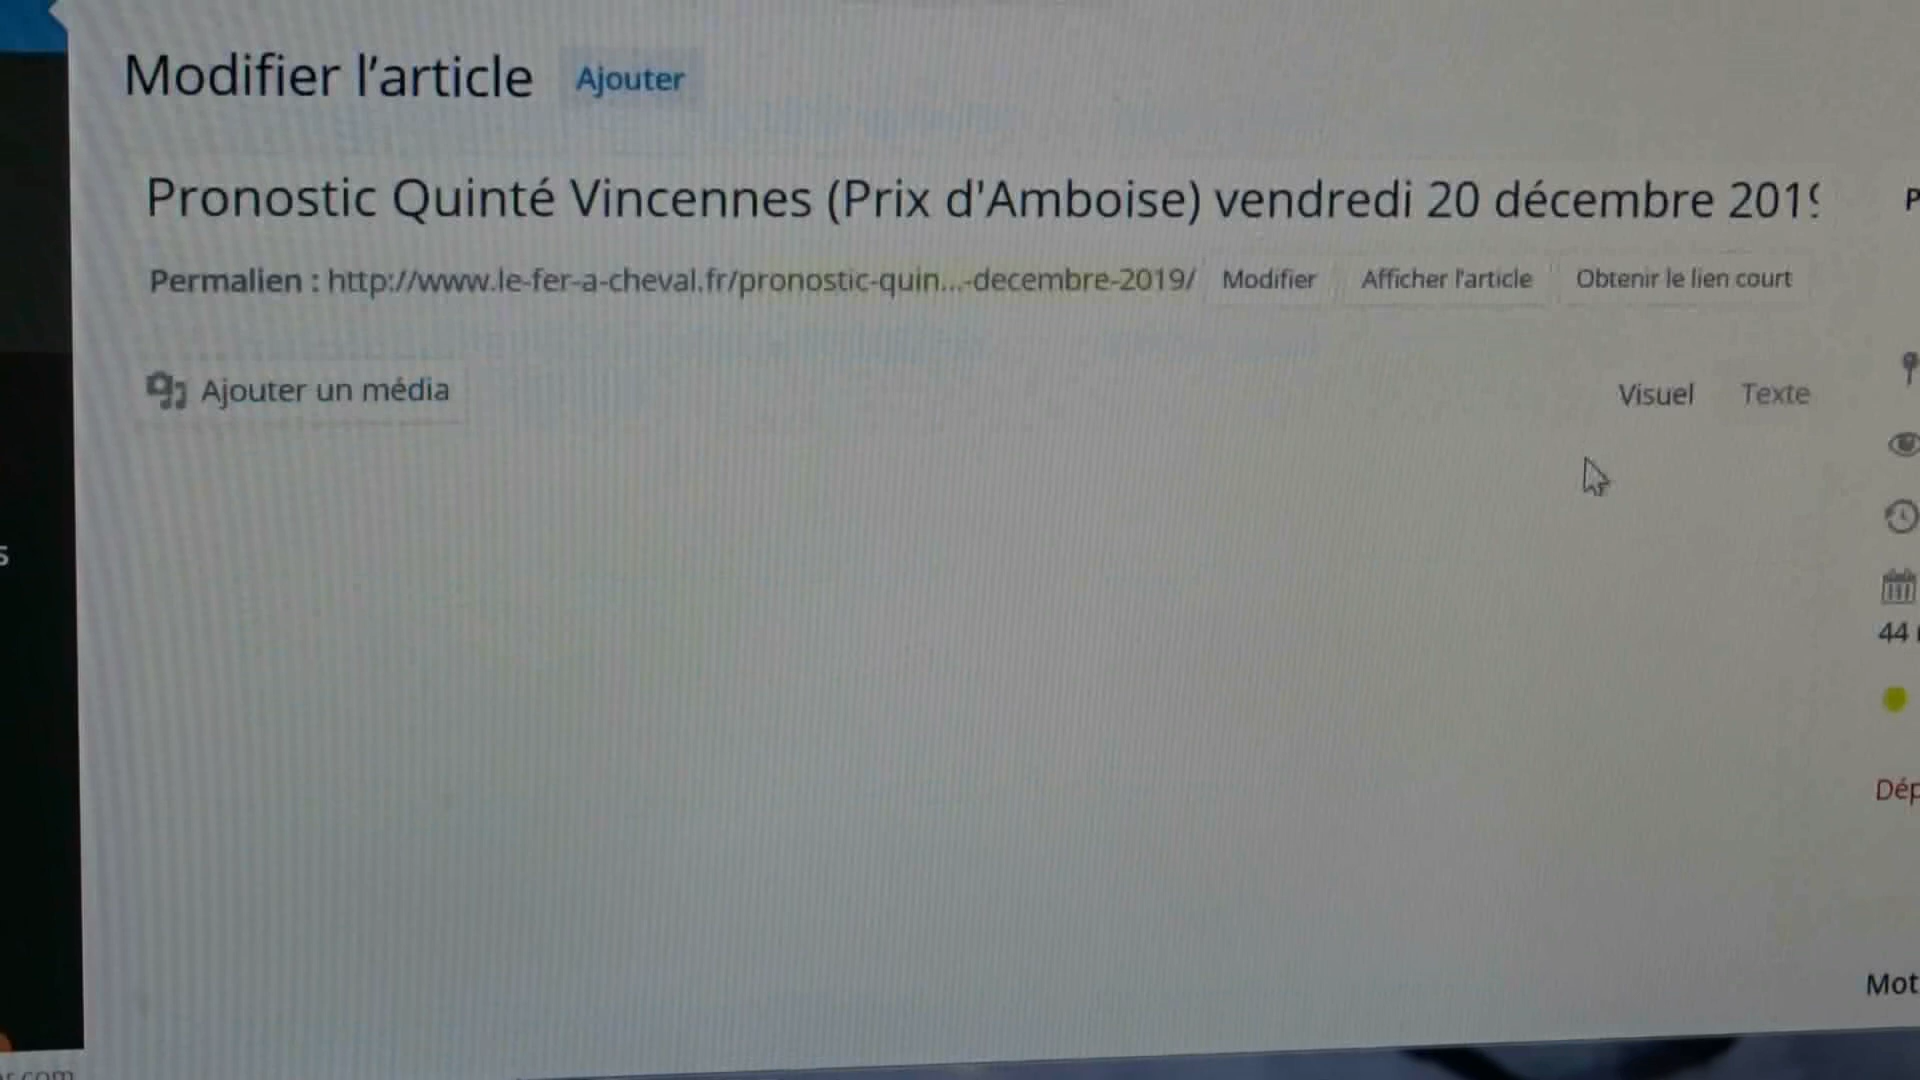 Modifier l'article Ajouter
Pronostic Quinté Vincennes (Prix d'Amboise) vendredi 20 décembre 2019
Permalien : http://www.le-fer-a-cheval.fr/pronostic-quin...-decembre-2019/ Modifier Afficher l'article Obtenir le lien court
Ajouter un média Visuel Texte
44
Mot